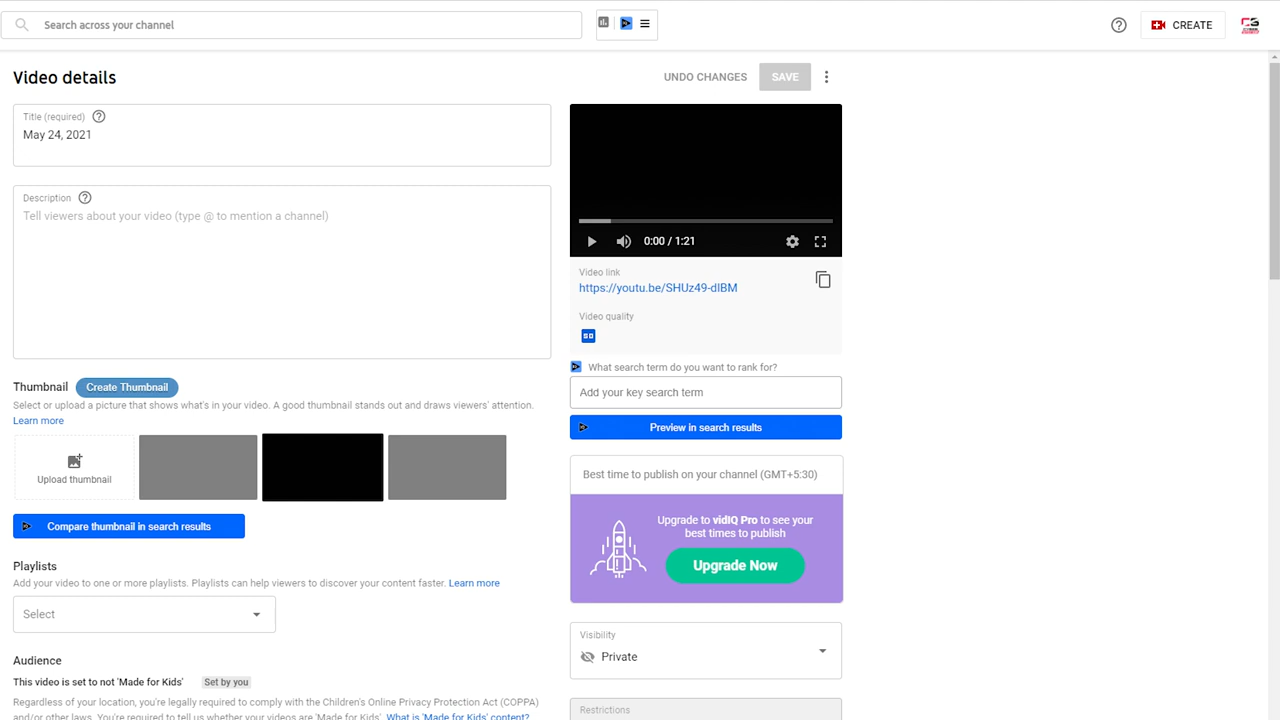 Search across your channel
CREATE
Video details
UNDO CHANGES
SAVE
Title (required)
May 24, 2021
Description
Tell viewers about your video (type @ to mention a channel)
Thumbnail
Create Thumbnail
Select or upload a picture that shows what's in your video. A good thumbnail stands out and draws viewers' attention.
Learn more
Upload thumbnail
Compare thumbnail in search results
Playlists
Add your video to one or more playlists. Playlists can help viewers to discover your content faster. Learn more
Select
Audience
This video is set to not 'Made for Kids'
Set by you
Regardless of your location, you're legally required to comply with the Children's Online Privacy Protection Act (COPPA)
and/or other laws. You're required to tell us whether your videos are 'Made for Kids'. What is 'Made for Kids' content?
0:00 / 1:21
Video link
https://youtu.be/SHUz49-dIBM
Video quality
SD
What search term do you want to rank for?
Add your key search term
Preview in search results
Best time to publish on your channel (GMT+5:30)
Upgrade to vidIQ Pro to see your
best times to publish
Upgrade Now
Visibility
Private
Restrictions